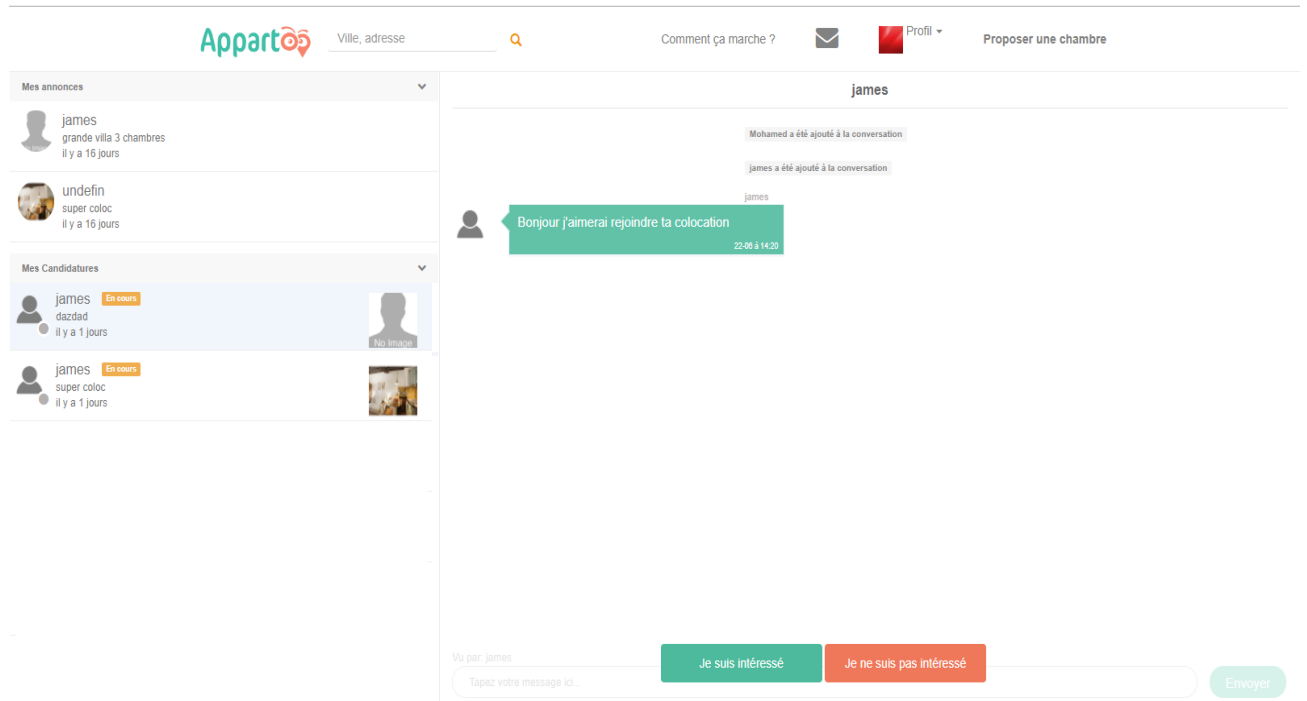 Appartoo
Ville, adresse
Comment ça marche ?
Profil
Proposer une chambre
Mes annonces
james
grande villa 3 chambres
il y a 16 jours
undefin
super coloc
il y a 16 jours
Mes Candidatures
james En cours
dazdad
il y a 1 jours
No Image
james En cours
super coloc
il y a 1 jours
james
Mohamed a été ajouté à la conversation
james a été ajouté à la conversation
james
Bonjour j'aimerai rejoindre ta colocation
22-06 à 14:20
Vu par: james
Je suis intéressé
Je ne suis pas intéressé
Tapez votre message ici...
Envoyer